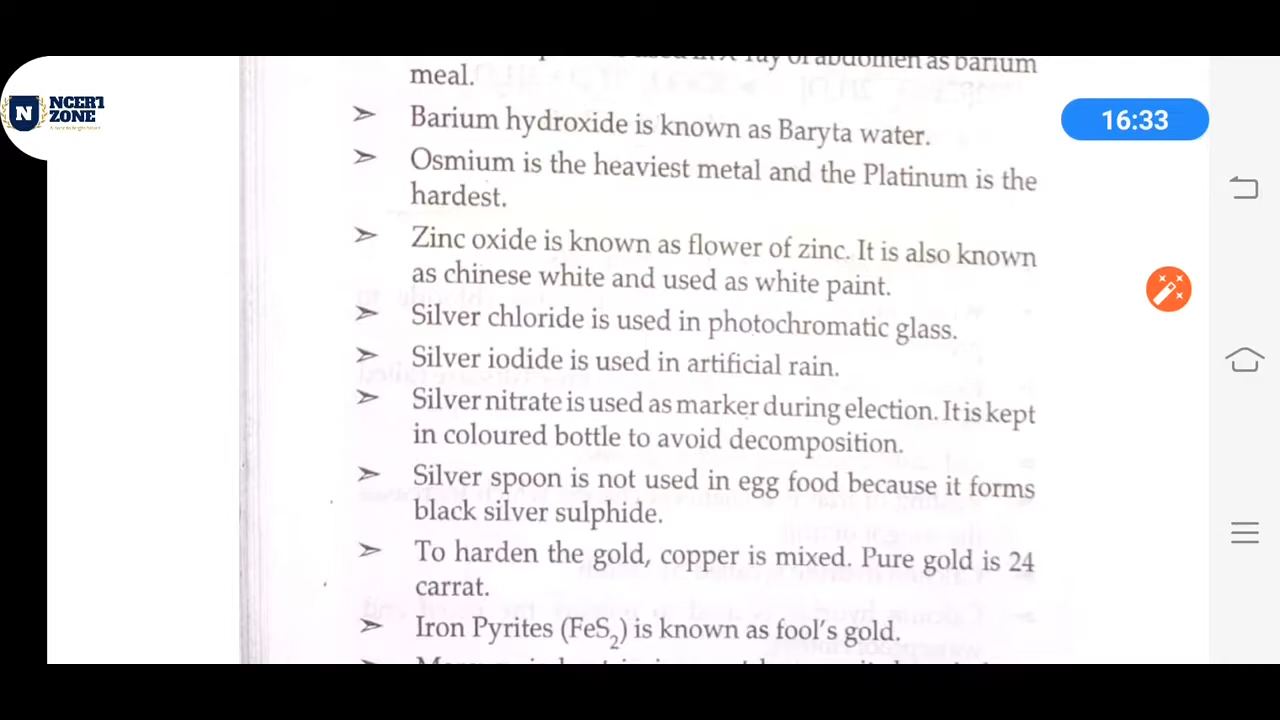 NCERT
ZONE
16:33
X-ray of abdomen as barium
meal.
➢ Barium hydroxide is known as Baryta water.
➢ Osmium is the heaviest metal and the Platinum is the
hardest.
➢ Zinc oxide is known as flower of zinc. It is also known
as chinese white and used as white paint.
➢ Silver chloride is used in photochromatic glass.
➢ Silver iodide is used in artificial rain.
➢ Silver nitrate is used as marker during election. It is kept
in coloured bottle to avoid decomposition.
➢ Silver spoon is not used in egg food because it forms
black silver sulphide.
➢ To harden the gold, copper is mixed. Pure gold is 24
carrat.
➢ Iron Pyrites (FeS₂) is known as fool's gold.